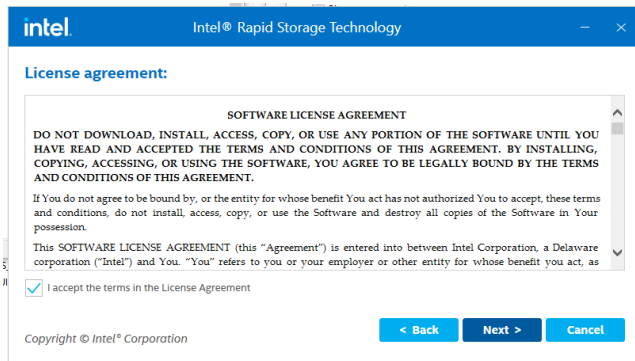 intel.
Intel® Rapid Storage Technology
License agreement:
SOFTWARE LICENSE AGREEMENT
DO NOT DOWNLOAD, INSTALL, ACCESS, COPY, OR USE ANY PORTION OF THE SOFTWARE UNTIL YOU
HAVE READ AND ACCEPTED THE TERMS AND CONDITIONS OF THIS AGREEMENT. BY INSTALLING,
COPYING, ACCESSING, OR USING THE SOFTWARE, YOU AGREE TO BE LEGALLY BOUND BY THE TERMS
AND CONDITIONS OF THIS AGREEMENT.
If You do not agree to be bound by, or the entity for whose benefit You act has not authorized You to accept, these terms
and conditions, do not install, access, copy, or use the Software and destroy all copies of the Software in Your
possession.
This SOFTWARE LICENSE AGREEMENT (this “Agreement”) is entered into between Intel Corporation, a Delaware
corporation (“Intel”) and You. “You” refers to you or your employer or other entity for whose benefit you act, as
I accept the terms in the License Agreement
Copyright © Intel® Corporation
< Back
Next >
Cancel